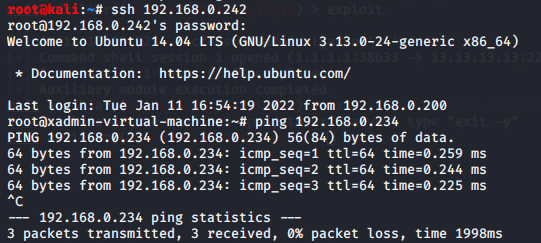 root@kali:~# ssh 192.168.0.242
root@192.168.0.242's password:
Welcome to Ubuntu 14.04 LTS (GNU/Linux 3.13.0-24-generic x86_64)
* Documentation:  https://help.ubuntu.com/
Last login: Tue Jan 11 16:54:19 2022 from 192.168.0.200
root@xadmin-virtual-machine:~# ping 192.168.0.234
PING 192.168.0.234 (192.168.0.234) 56(84) bytes of data.
64 bytes from 192.168.0.234: icmp_seq=1 ttl=64 time=0.259 ms
64 bytes from 192.168.0.234: icmp_seq=2 ttl=64 time=0.244 ms
64 bytes from 192.168.0.234: icmp_seq=3 ttl=64 time=0.225 ms
^C
--- 192.168.0.234 ping statistics ---
3 packets transmitted, 3 received, 0% packet loss, time 1998ms